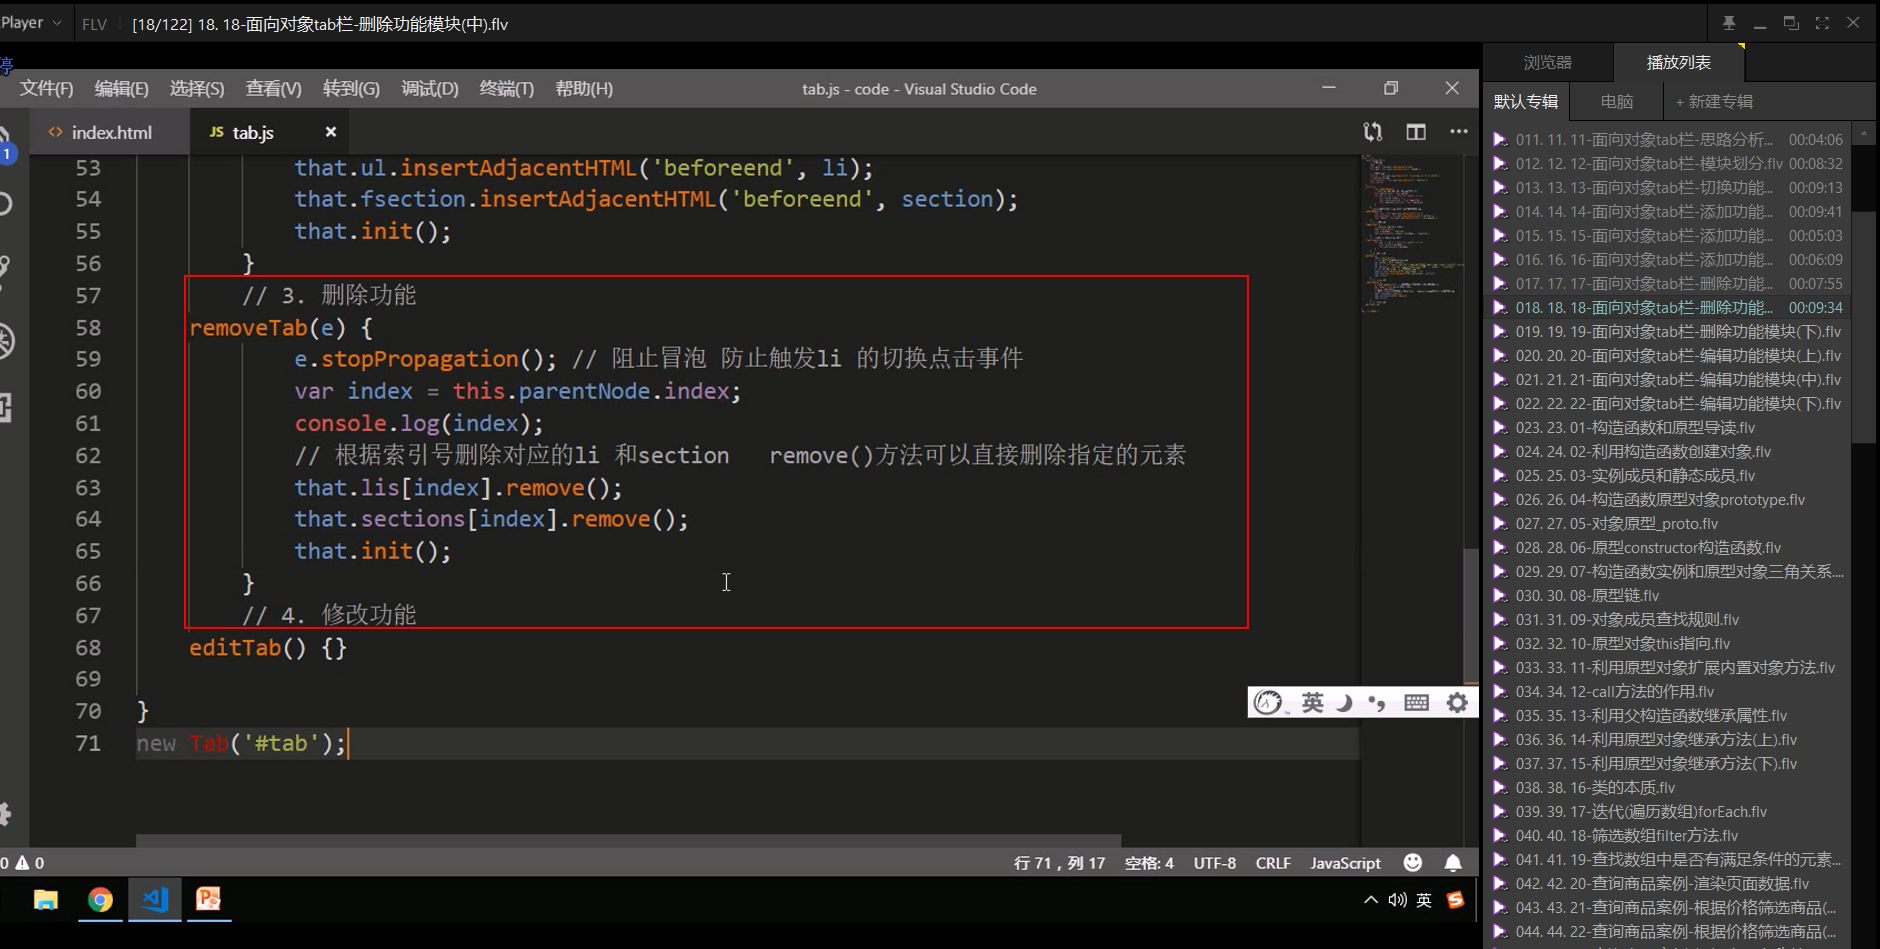 Player FLV [18/122] 18. 18-面向对象tab栏-删除功能模块(中).flv
停
文件(F) 编辑(E) 选择(S) 查看(V) 转到(G) 调试(D) 终端(T) 帮助(H) tab.js - code - Visual Studio Code
index.html JS tab.js
1
53 that.ul.insertAdjacentHTML('beforeend', li);
54 that.fsection.insertAdjacentHTML('beforeend', section);
55 that.init();
56 }
57 // 3. 删除功能
58 removeTab(e) {
59 e.stopPropagation(); // 阻止冒泡 防止触发li 的切换点击事件
60 var index = this.parentNode.index;
61 console.log(index);
62 // 根据索引号删除对应的li 和section remove()方法可以直接删除指定的元素
63 that.lis[index].remove();
64 that.sections[index].remove();
65 that.init();
66 }
67 // 4. 修改功能
68 editTab() {}
69
70 }
71 new Tab('#tab');
英
0 0 行 71，列 17 空格: 4 UTF-8 CRLF JavaScript
英
浏览器 播放列表
默认专辑 电脑 + 新建专辑
011. 11. 11-面向对象tab栏-思路分析... 00:04:06
012. 12. 12-面向对象tab栏-模块划分.flv 00:08:32
013. 13. 13-面向对象tab栏-切换功能... 00:09:13
014. 14. 14-面向对象tab栏-添加功能... 00:09:41
015. 15. 15-面向对象tab栏-添加功能... 00:05:03
016. 16. 16-面向对象tab栏-添加功能... 00:06:09
017. 17. 17-面向对象tab栏-删除功能... 00:07:55
018. 18. 18-面向对象tab栏-删除功能... 00:09:34
019. 19. 19-面向对象tab栏-删除功能模块(下).flv
020. 20. 20-面向对象tab栏-编辑功能模块(上).flv
021. 21. 21-面向对象tab栏-编辑功能模块(中).flv
022. 22. 22-面向对象tab栏-编辑功能模块(下).flv
023. 23. 01-构造函数和原型导读.flv
024. 24. 02-利用构造函数创建对象.flv
025. 25. 03-实例成员和静态成员.flv
026. 26. 04-构造函数原型对象prototype.flv
027. 27. 05-对象原型_proto.flv
028. 28. 06-原型constructor构造函数.flv
029. 29. 07-构造函数实例和原型对象三角关系....
030. 30. 08-原型链.flv
031. 31. 09-对象成员查找规则.flv
032. 32. 10-原型对象this指向.flv
033. 33. 11-利用原型对象扩展内置对象方法.flv
034. 34. 12-call方法的作用.flv
035. 35. 13-利用父构造函数继承属性.flv
036. 36. 14-利用原型对象继承方法(上).flv
037. 37. 15-利用原型对象继承方法(下).flv
038. 38. 16-类的本质.flv
039. 39. 17-迭代(遍历数组)forEach.flv
040. 40. 18-筛选数组filter方法.flv
041. 41. 19-查找数组中是否有满足条件的元素...
042. 42. 20-查询商品案例-渲染页面数据.flv
043. 43. 21-查询商品案例-根据价格筛选商品(...
044. 44. 22-查询商品案例-根据价格筛选商品(...